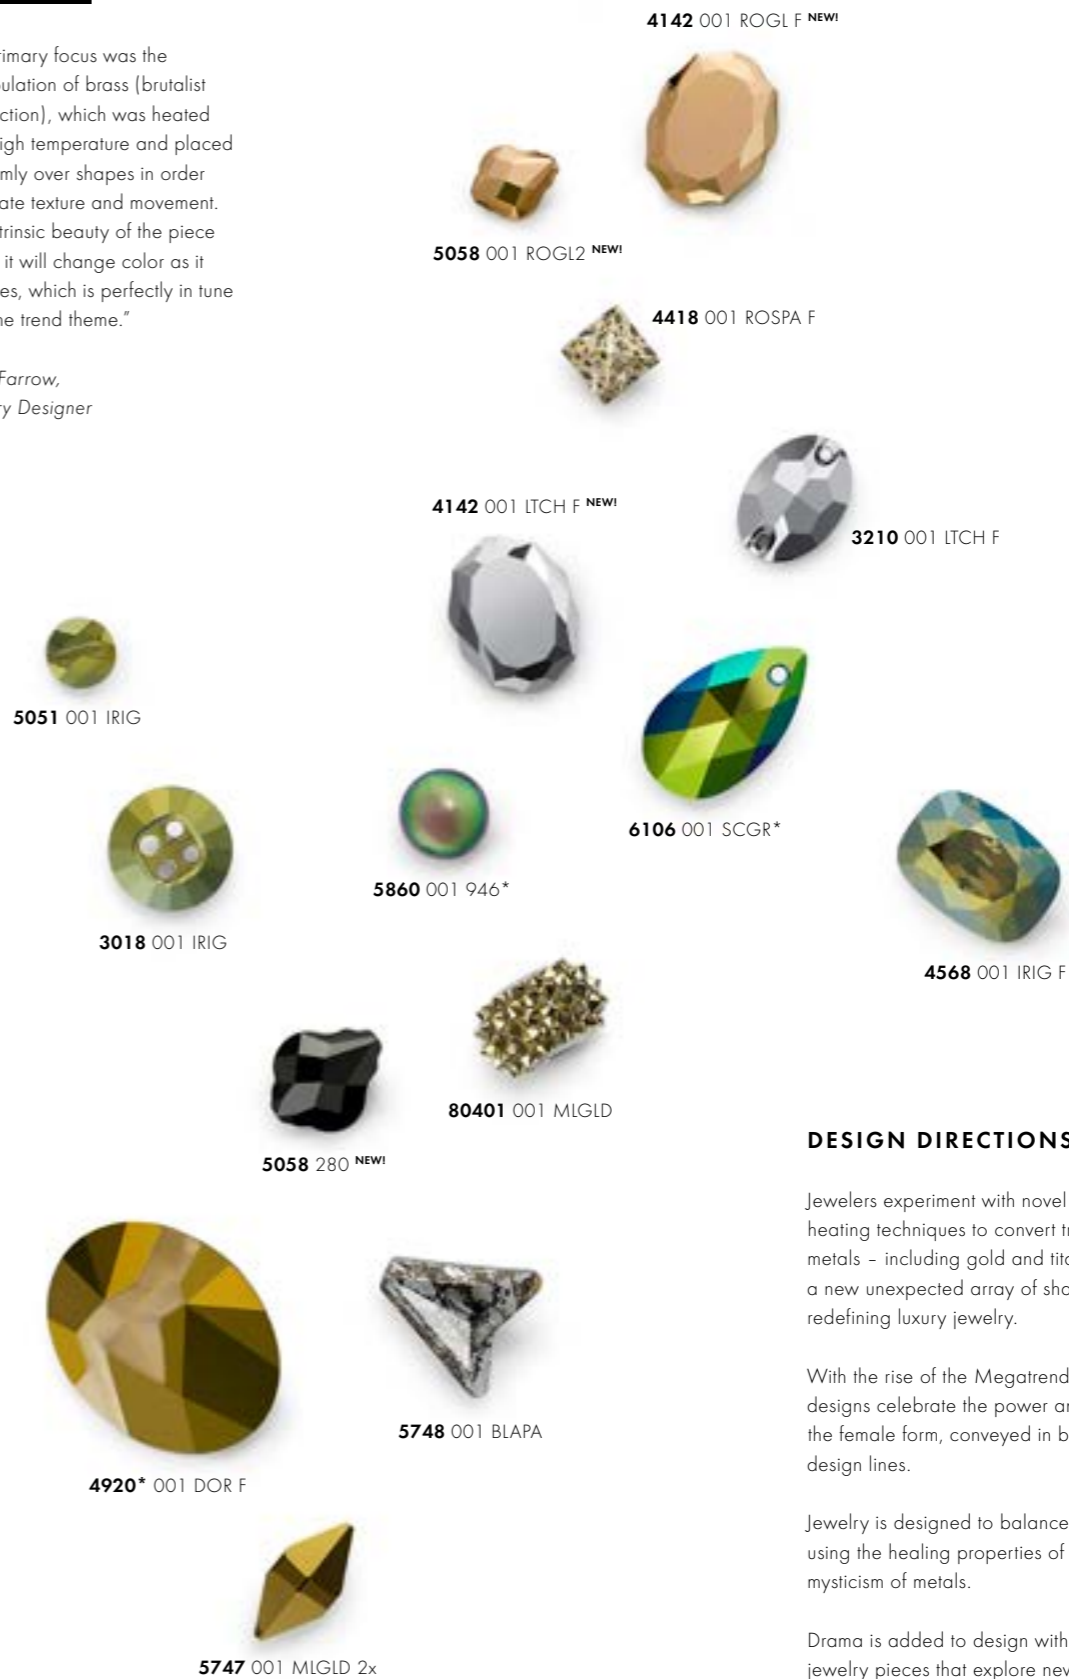 rimary focus was the
ulation of brass (brutalist
ction), which was heated
igh temperature and placed
mly over shapes in order
ate texture and movement.
trinsic beauty of the piece
it will change color as it
es, which is perfectly in tune
he trend theme.”
Farrow,
ry Designer
4142 001 ROGL F NEW!
5058 001 ROGL2 NEW!
4418 001 ROSPA F
4142 001 LTCH F NEW!
3210 001 LTCH F
5051 001 IRIG
6106 001 SCGR*
5860 001 946*
3018 001 IRIG
4568 001 IRIG F
80401 001 MLGLD
5058 280 NEW!
5748 001 BLAPA
4920* 001 DOR F
5747 001 MLGLD 2x
DESIGN DIRECTIONS
Jewelers experiment with novel
heating techniques to convert tr
metals – including gold and tita
a new unexpected array of sha
redefining luxury jewelry.
With the rise of the Megatrend
designs celebrate the power an
the female form, conveyed in b
design lines.
Jewelry is designed to balance
using the healing properties of
mysticism of metals.
Drama is added to design with
jewelry pieces that explore new